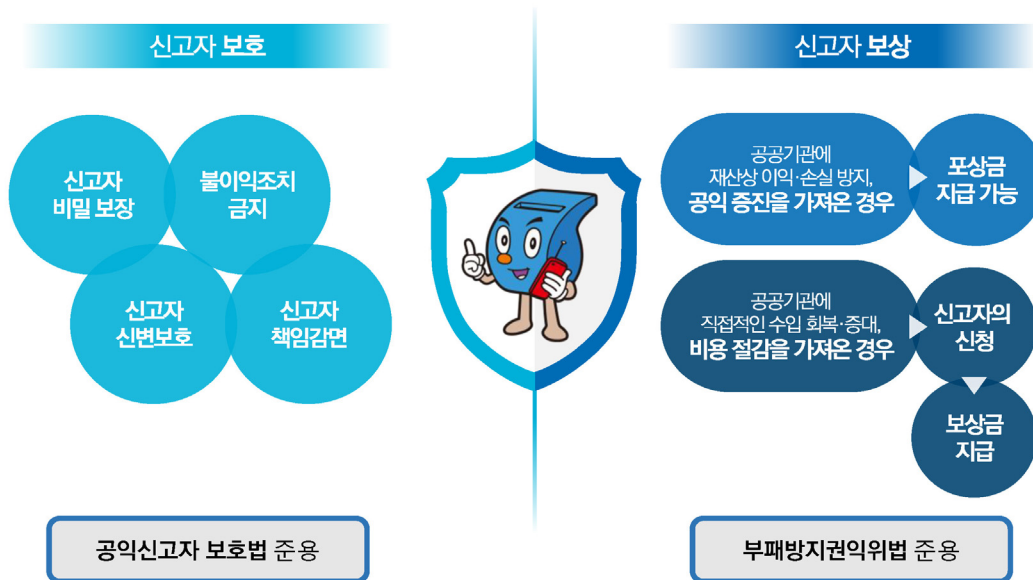 신고자 보호
신고자
비밀 보장
불이익조치
금지
신고자
신변보호
신고자
책임감면
공익신고자 보호법 준용
신고자 보상
공공기관에
재산상 이익·손실 방지,
공익 증진을 가져온 경우
포상금
지급 가능
공공기관에
직접적인 수입 회복·증대,
비용 절감을 가져온 경우
신고자의
신청
보상금
지급
부패방지권익위법 준용